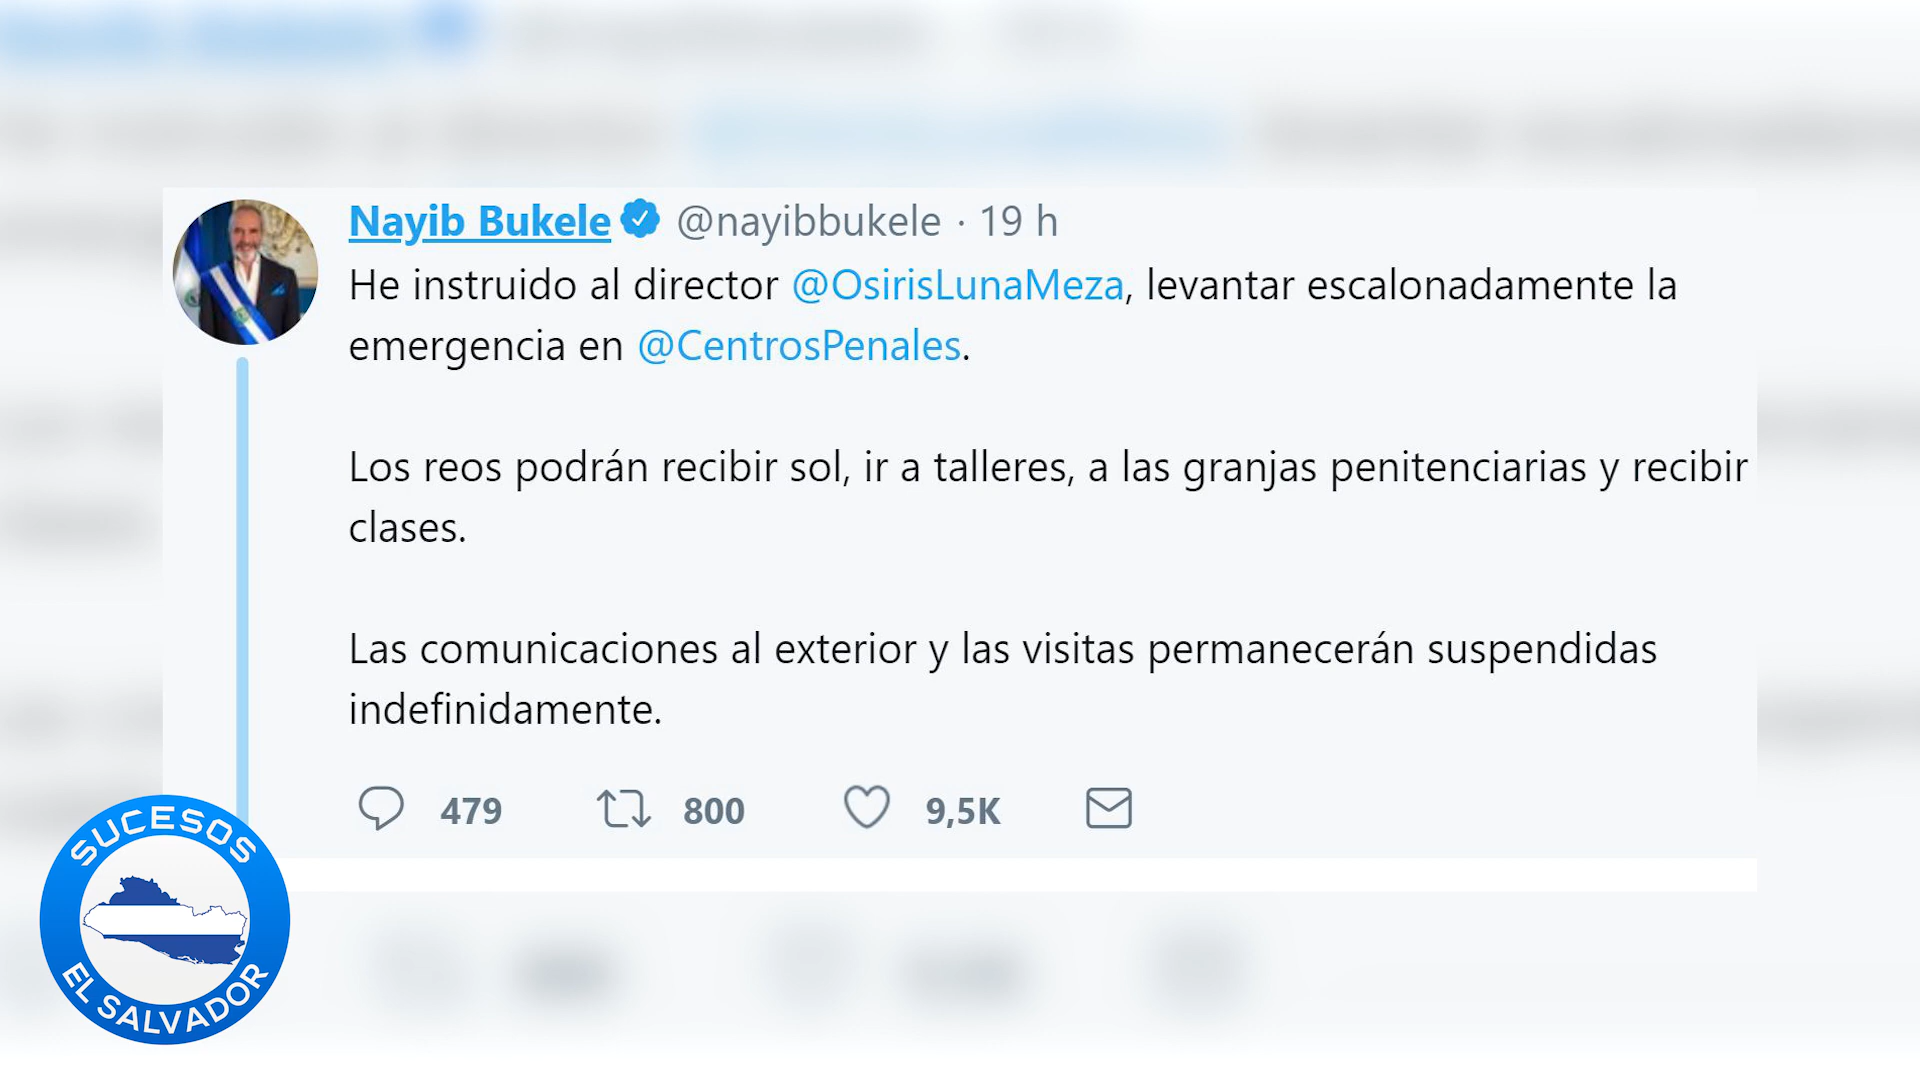 Nayib Bukele @nayibbukele · 19 h
He instruido al director @OsirisLunaMeza, levantar escalonadamente la
emergencia en @CentrosPenales.
Los reos podrán recibir sol, ir a talleres, a las granjas penitenciarias y recibir
clases.
Las comunicaciones al exterior y las visitas permanecerán suspendidas
indefinidamente.
479 800 9,5K
SUCESOS
EL SALVADOR